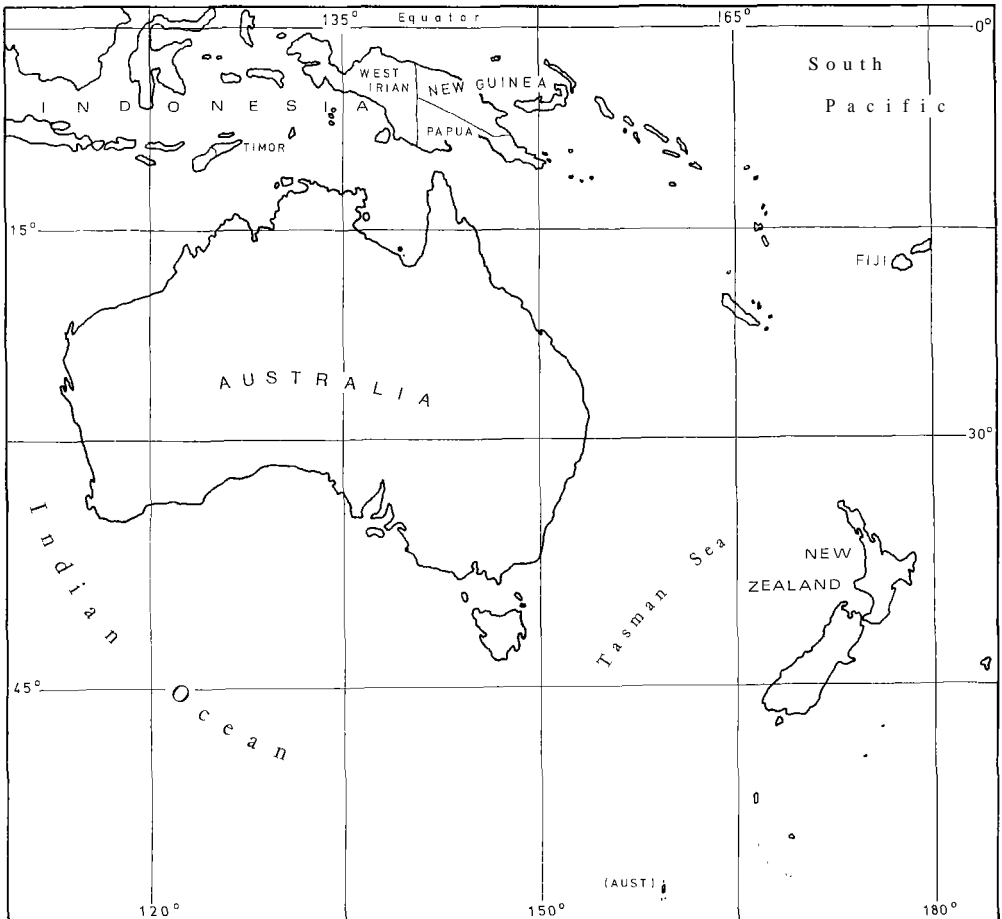 135° Equator 165°
0°
South
Pacific
WEST
IRIAN
NEW GUINEA
INDONESIA
PAPUA
TIMOR
15°
FIJI
AUSTRALIA
30°
Indian
Ocean
Tasman Sea
NEW
ZEALAND
45°
(AUST)
120° 150° 180°